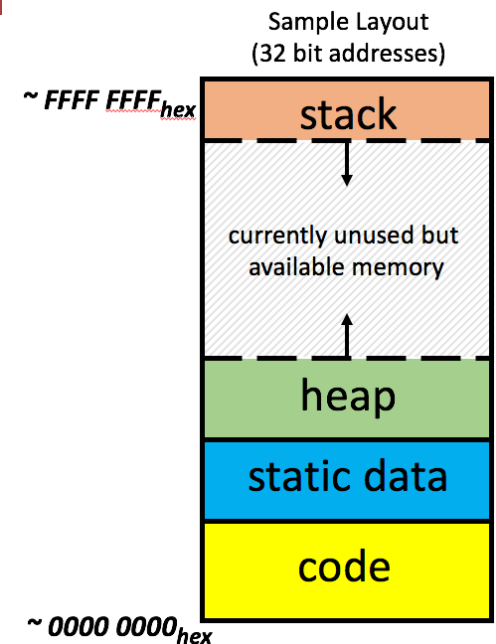 Sample Layout
(32 bit addresses)
~ FFFF FFFFhex
stack
currently unused but
available memory
heap
static data
code
~ 0000 0000hex